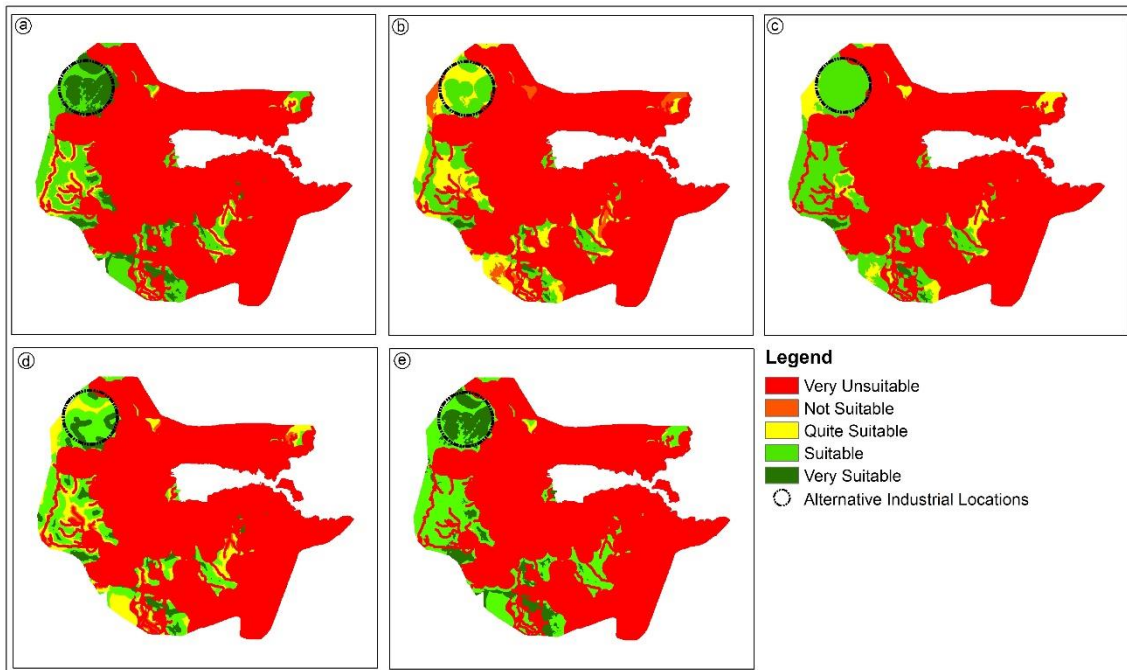 ⓐ
ⓑ
ⓒ
ⓓ
ⓔ
Legend
Very Unsuitable
Not Suitable
Quite Suitable
Suitable
Very Suitable
Alternative Industrial Locations